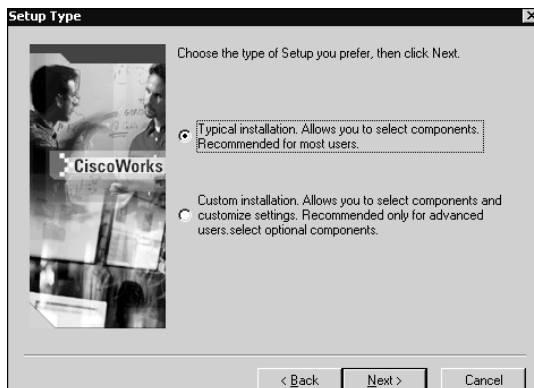 Setup Type
Choose the type of Setup you prefer, then click Next.
Typical installation. Allows you to select components.
Recommended for most users.
CiscoWorks
Custom installation. Allows you to select components and
customize settings. Recommended only for advanced
users.select optional components.
< Back
Next >
Cancel